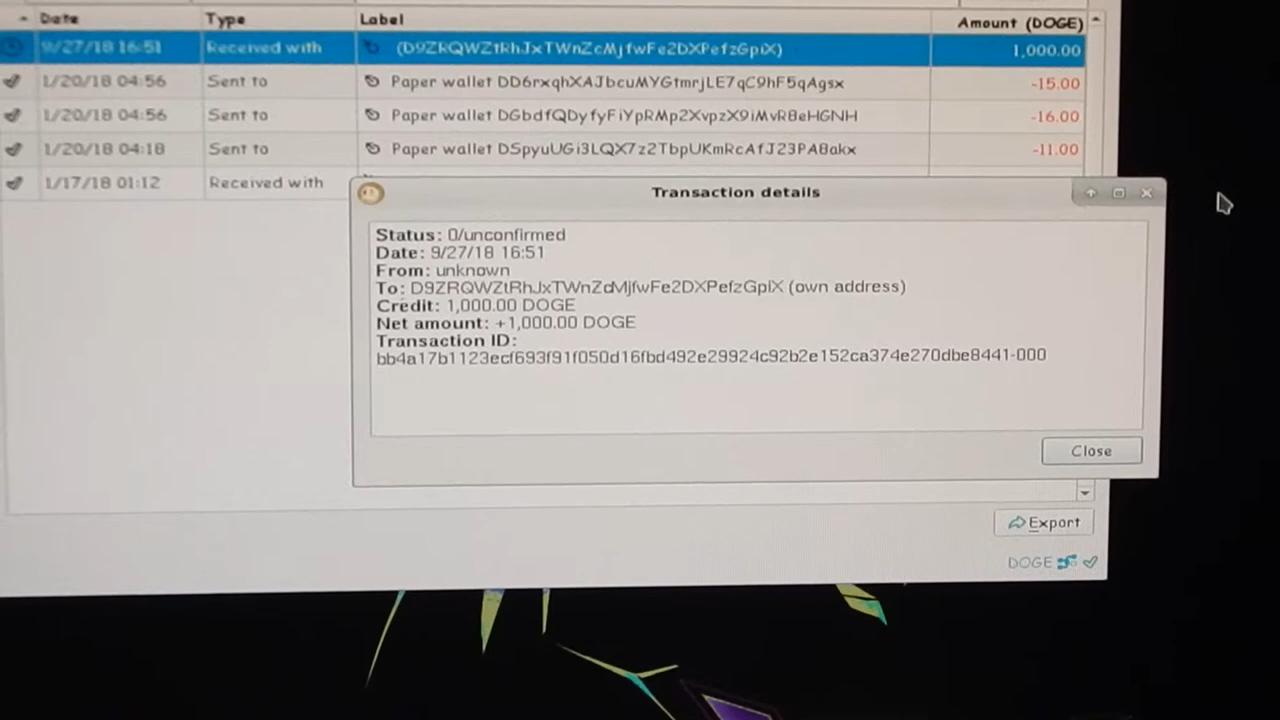 Date Type Label Amount (DOGE)
9/27/18 16:51 Received with (D9ZRQWZtRhJxTWnZcMjfwFe2DXPefzGpiX) 1,000.00
1/20/18 04:56 Sent to Paper wallet DD6rxqhXAJbcuMYGtmrjLE7qC9hF5qAgsx -15.00
1/20/18 04:56 Sent to Paper wallet DGbdfQDyfyFiYpRMp2XvpzX9iMvR8eHGNH -16.00
1/20/18 04:18 Sent to Paper wallet DSpyuUGi3LQX7z2TbpUKmRcAfJ23PA8akx -11.00
1/17/18 01:12 Received with
Transaction details
Status: 0/unconfirmed
Date: 9/27/18 16:51
From: unknown
To: D9ZRQWZtRhJxTWnZcMjfwFe2DXPefzGpiX (own address)
Credit: 1,000.00 DOGE
Net amount: +1,000.00 DOGE
Transaction ID:
bb4a17b1123ecf693f91f050d16fbd492e29924c92b2e152ca374e270dbe8441-000
Close
Export
DOGE